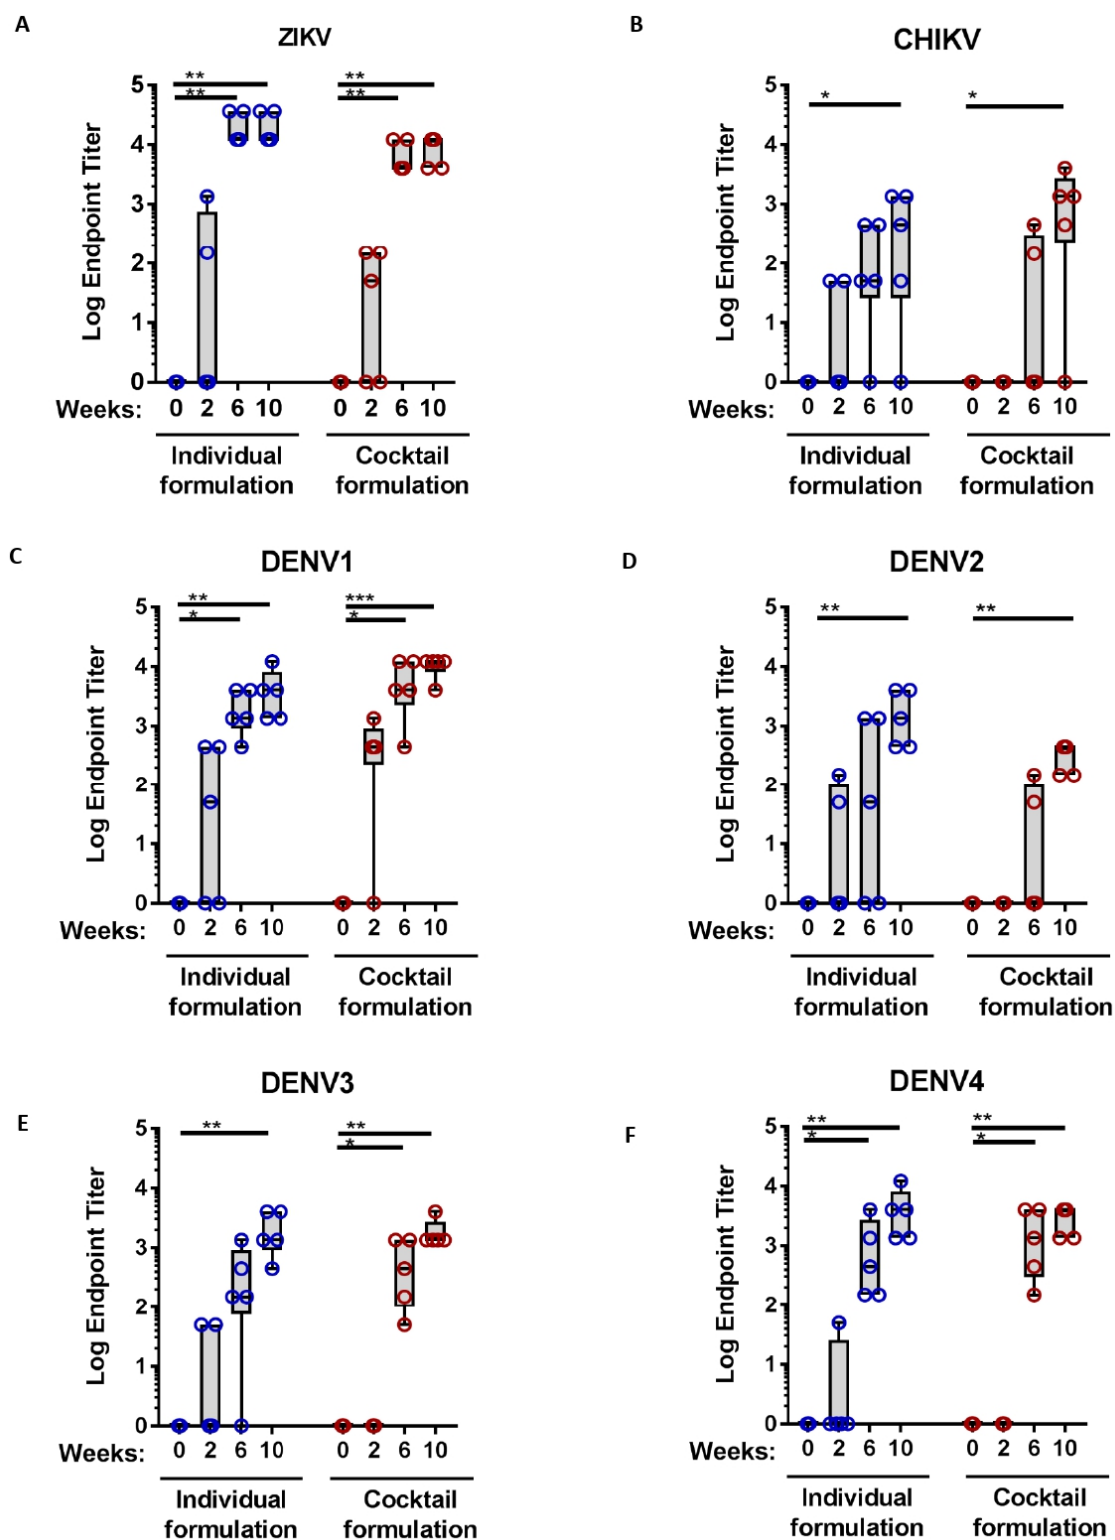 A
ZIKV
** **
** **
5
4
3
2
1
0
Log Endpoint Titer
Weeks: 0 2 6 10 0 2 6 10
Individual Cocktail
formulation formulation
B
CHIKV
* *
5
4
3
2
1
0
Log Endpoint Titer
Weeks: 0 2 6 10 0 2 6 10
Individual Cocktail
formulation formulation
C
DENV1
** ***
* *
5
4
3
2
1
0
Log Endpoint Titer
Weeks: 0 2 6 10 0 2 6 10
Individual Cocktail
formulation formulation
D
DENV2
** **
5
4
3
2
1
0
Log Endpoint Titer
Weeks: 0 2 6 10 0 2 6 10
Individual Cocktail
formulation formulation
E
DENV3
** **
*
5
4
3
2
1
0
Log Endpoint Titer
Weeks: 0 2 6 10 0 2 6 10
Individual Cocktail
formulation formulation
F
DENV4
** **
* *
5
4
3
2
1
0
Log Endpoint Titer
Weeks: 0 2 6 10 0 2 6 10
Individual Cocktail
formulation formulation